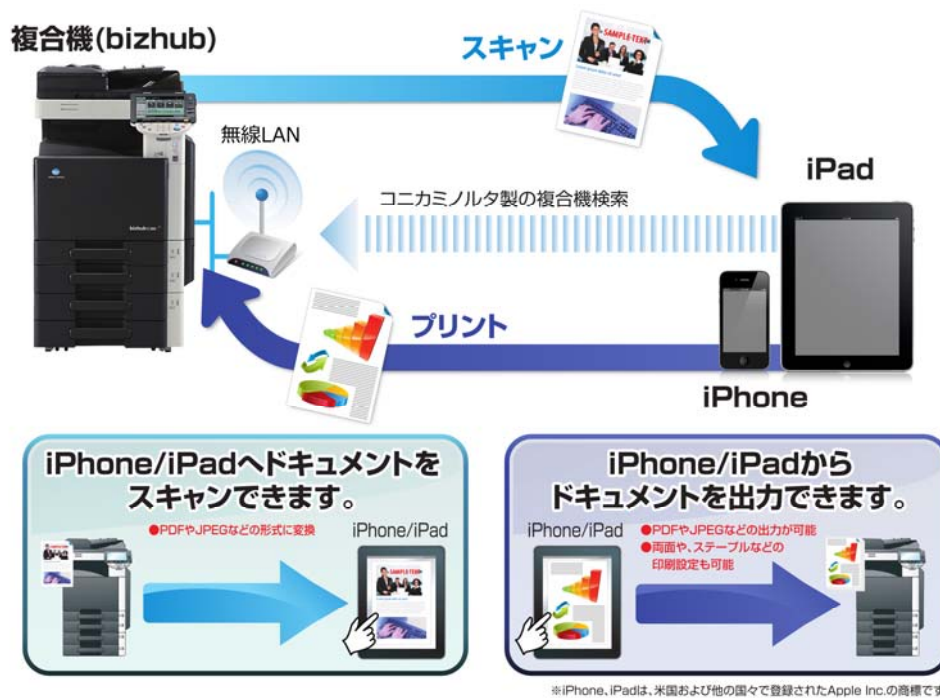 複合機(bizhub)
スキャン
SAMPLE TEXT
無線LAN
iPad
コニカミノルタ製の複合機検索
bizhub
プリント
iPhone
iPhone/iPadへドキュメントを
スキャンできます。
●PDFやJPEGなどの形式に変換
iPhone/iPad
SAMPLE TEXT
iPhone/iPadから
ドキュメントを出力できます。
iPhone/iPad
●PDFやJPEGなどの出力が可能
●両面や、ステープルなどの
印刷設定も可能
※iPhone、iPadは、米国および他の国々で登録されたApple Inc.の商標です